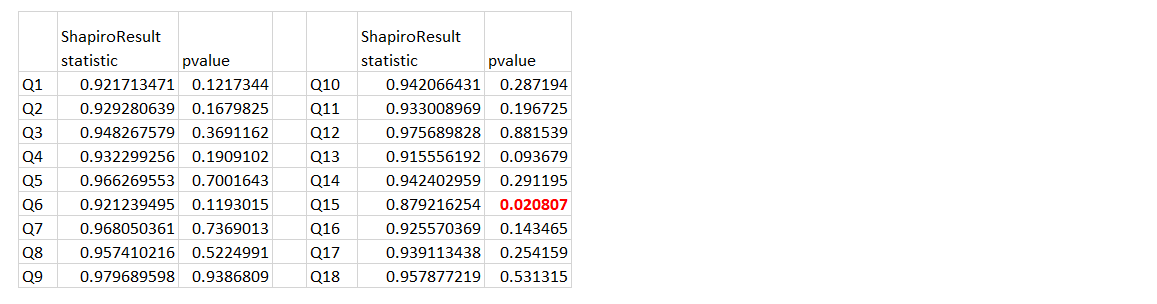 ShapiroResult ShapiroResult
statistic pvalue statistic pvalue
Q1 0.921713471 0.1217344 Q10 0.942066431 0.287194
Q2 0.929280639 0.1679825 Q11 0.933008969 0.196725
Q3 0.948267579 0.3691162 Q12 0.975689828 0.881539
Q4 0.932299256 0.1909102 Q13 0.915556192 0.093679
Q5 0.966269553 0.7001643 Q14 0.942402959 0.291195
Q6 0.921239495 0.1193015 Q15 0.879216254 0.020807
Q7 0.968050361 0.7369013 Q16 0.925570369 0.143465
Q8 0.957410216 0.5224991 Q17 0.939113438 0.254159
Q9 0.979689598 0.9386809 Q18 0.957877219 0.531315